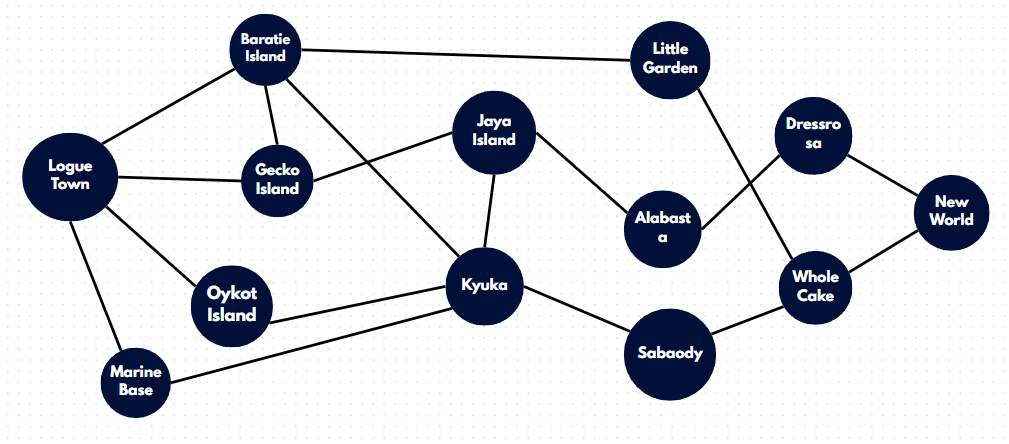 Baratie
Island
Little
Garden
Jaya
Island
Dressro
sa
Logue
Town
Gecko
Island
New
World
Alabast
a
Oykot
Island
Kyuka
Whole
Cake
Sabaody
Marine
Base